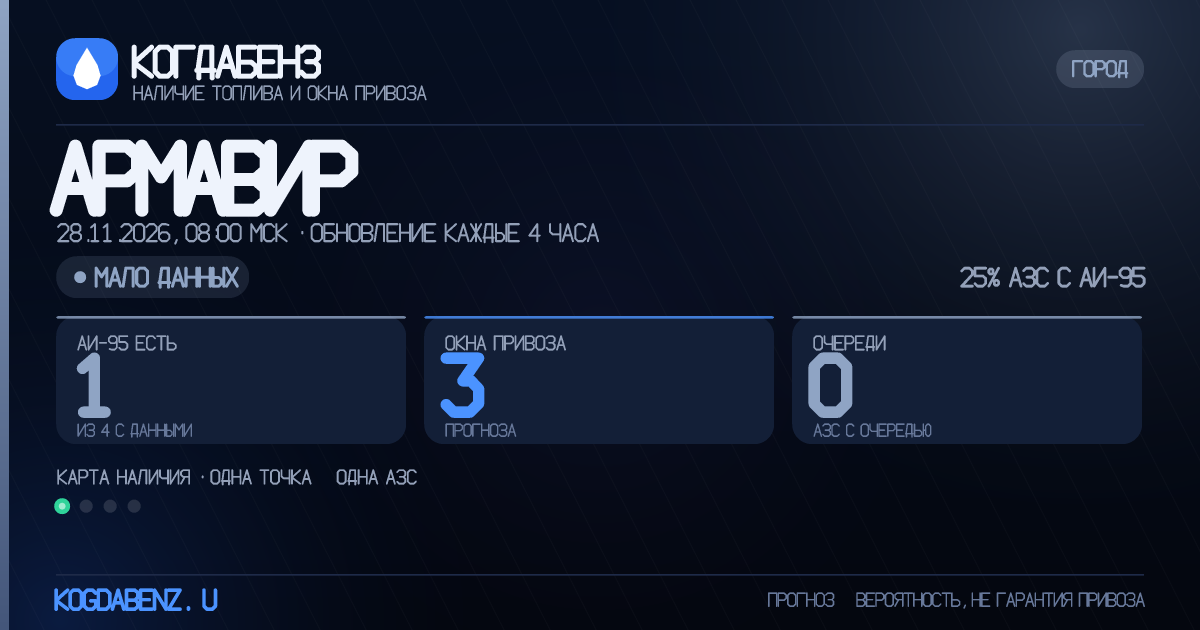 КОГДАБЕНЗ
НАЛИЧИЕ ТОПЛИВА И ОКНА ПРИВОЗА
ГОРОД
АРМАВИР
28.11.2026, 08:00 МСК · ОБНОВЛЕНИЕ КАЖДЫЕ 4 ЧАСА
МАЛО ДАННЫХ
25% АЗС С АИ-95
АИ-95 ЕСТЬ
1
ИЗ 4 С ДАННЫМИ
ОКНА ПРИВОЗА
3
ПРОГНОЗА
ОЧЕРЕДИ
0
АЗС С ОЧЕРЕДЬЮ
КАРТА НАЛИЧИЯ · ОДНА ТОЧКА ОДНА АЗС
KOGDABENZ. U
ПРОГНОЗ ВЕРОЯТНОСТЬ, НЕ ГАРАНТИЯ ПРИВОЗА